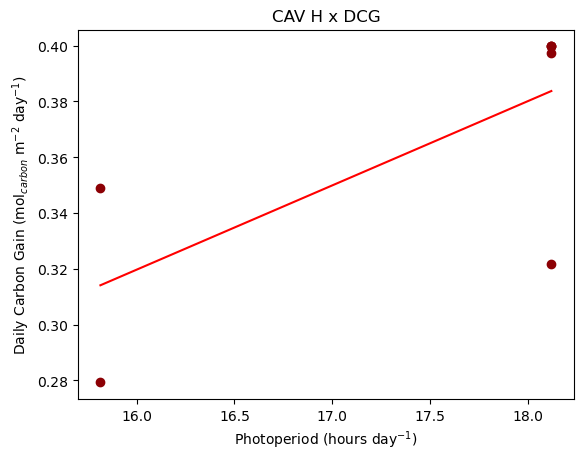 CAV H x DCG
Daily Carbon Gain (mol_{carbon} m^{−2} day^{−1})
0.40
0.38
0.36
0.34
0.32
0.30
0.28
16.0 16.5 17.0 17.5 18.0
Photoperiod (hours day^{−1})